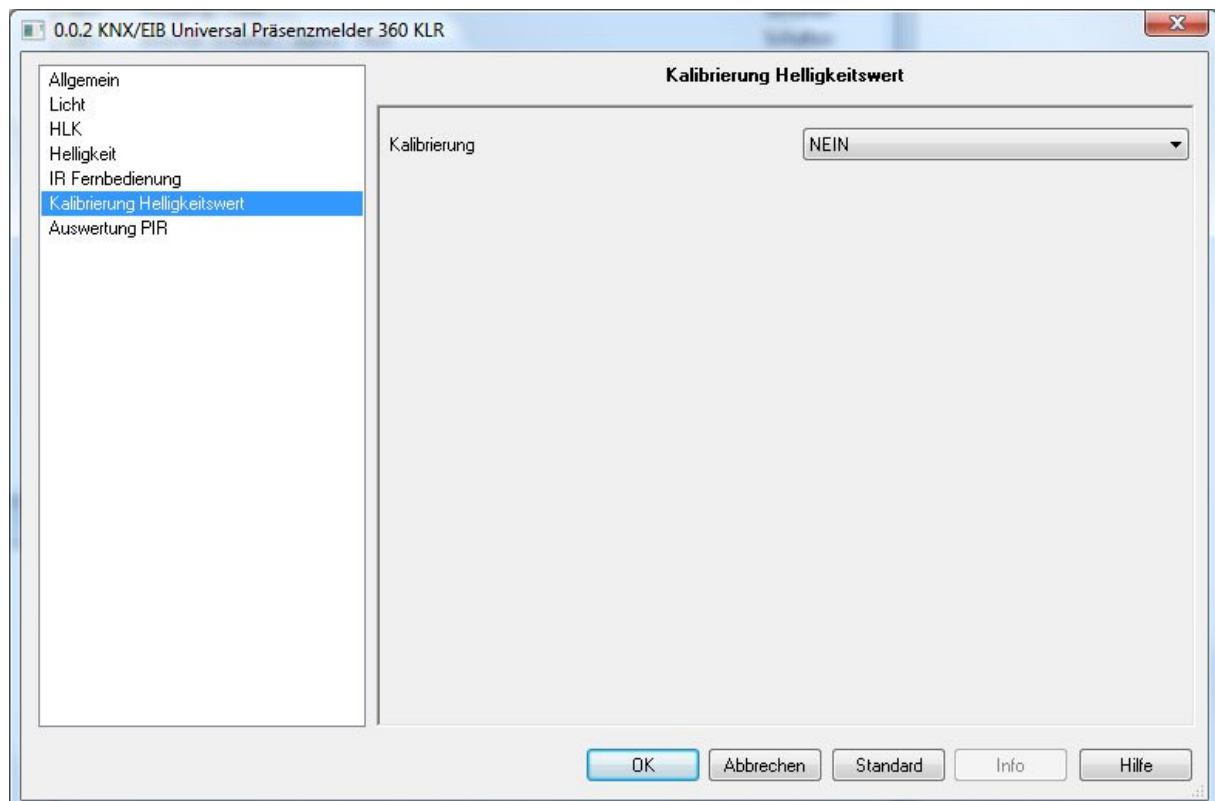 0.0.2 KNX/EIB Universal Präsenzmelder 360 KLR
Allgemein
Licht
HLK
Helligkeit
IR Fernbedienung
Kalibrierung Helligkeitswert
Auswertung PIR
Kalibrierung Helligkeitswert
Kalibrierung
NEIN
OK
Abbrechen
Standard
Info
Hilfe